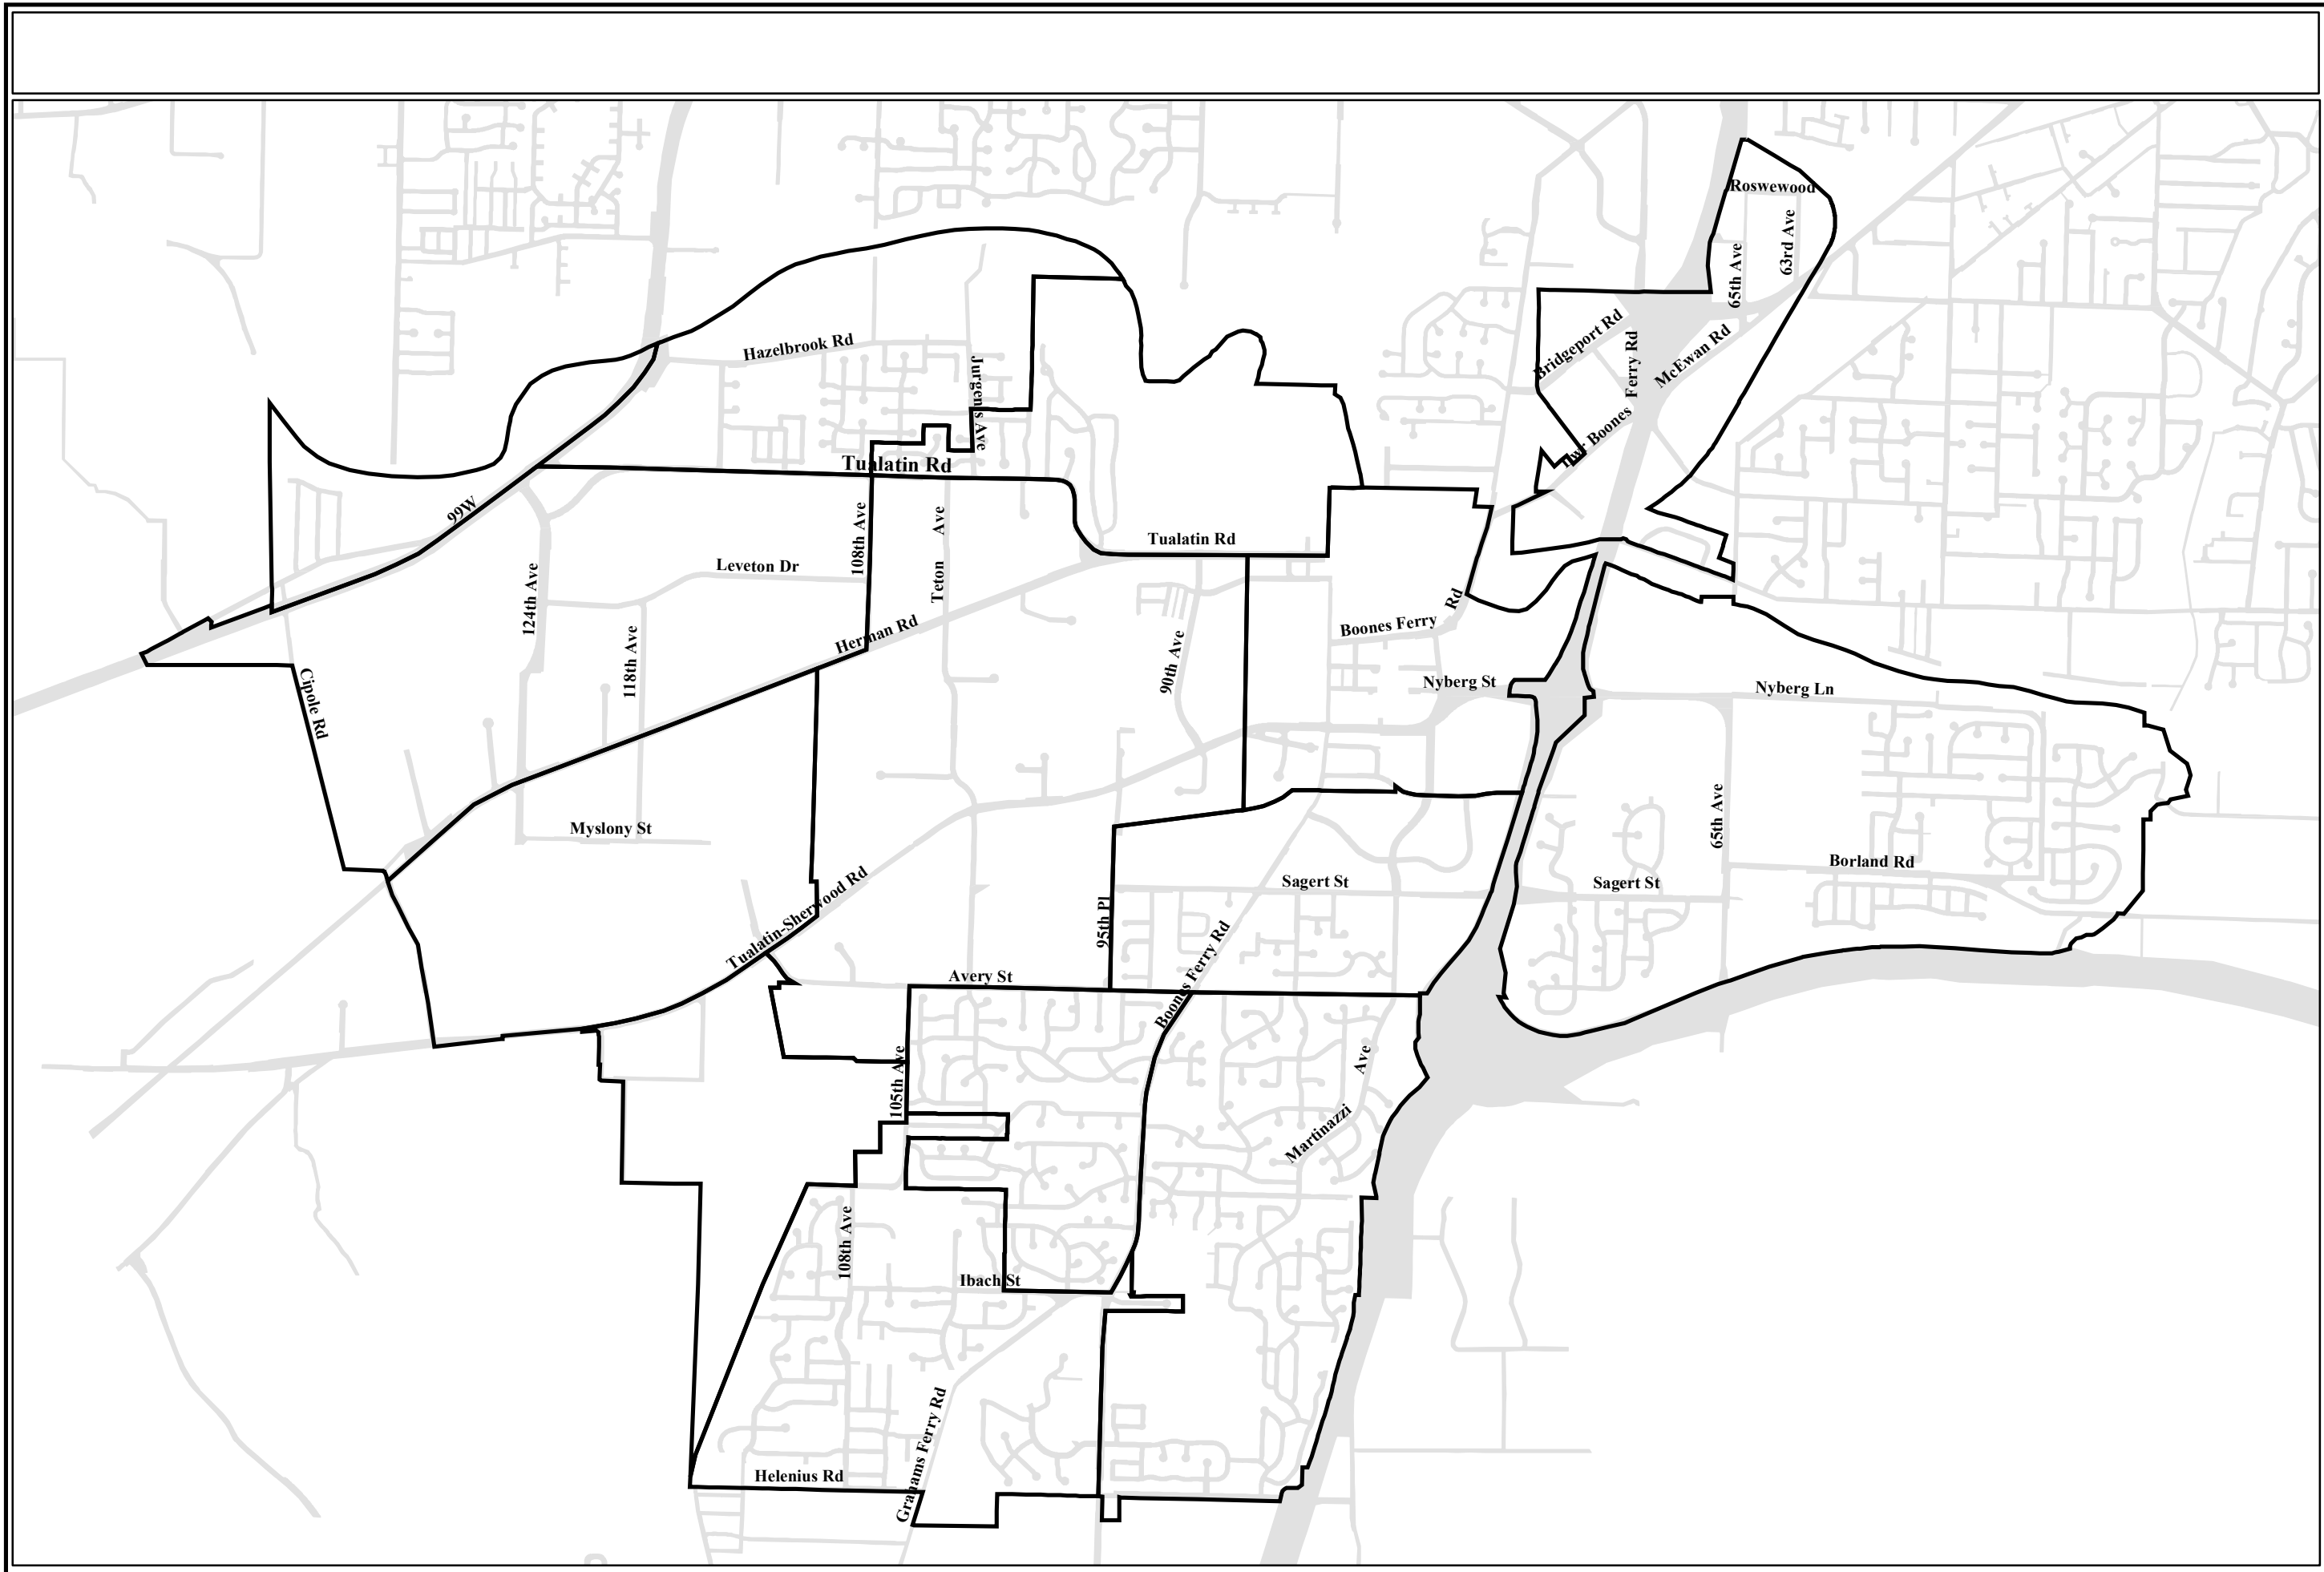 Roswewood
63rd Ave
65th Ave
Bridgeport Rd
Ferry Rd
McEwan Rd
Hazelbrook Rd
Jurgens Ave
lwr Boones
Tualatin Rd
99W
108th Ave
Teton Ave
Tualatin Rd
Leveton Dr
124th Ave
Rd
Boones Ferry
Herman Rd
118th Ave
90th Ave
Nyberg St
Nyberg Ln
Cipole Rd
65th Ave
Myslony St
Borland Rd
Sagert St
Sagert St
Tualatin-Sherwood Rd
95th Pl
Boones Ferry Rd
Avery St
105th Ave
Ave
Martinazzi
108th Ave
Ibach St
Grahams Ferry Rd
Helenius Rd